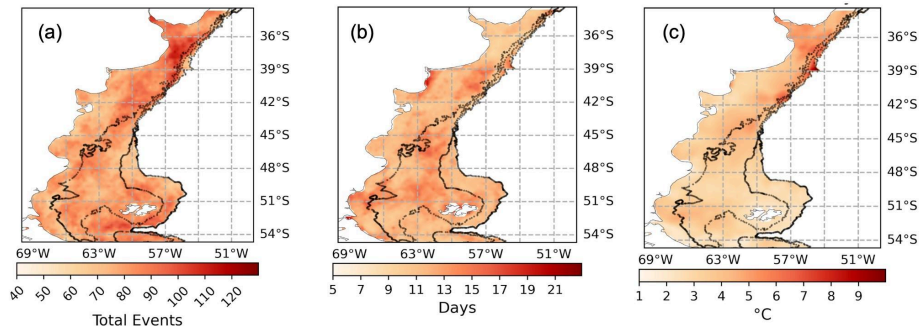 (a)
36°S
39°S
42°S
45°S
48°S
51°S
54°S
69°W 63°W 57°W 51°W
40 50 60 70 80 90 100 110 120
Total Events
(b)
36°S
39°S
42°S
45°S
48°S
51°S
54°S
69°W 63°W 57°W 51°W
5 7 9 11 13 15 17 19 21
Days
(c)
36°S
39°S
42°S
45°S
48°S
51°S
54°S
69°W 63°W 57°W 51°W
1 2 3 4 5 6 7 8 9
°C